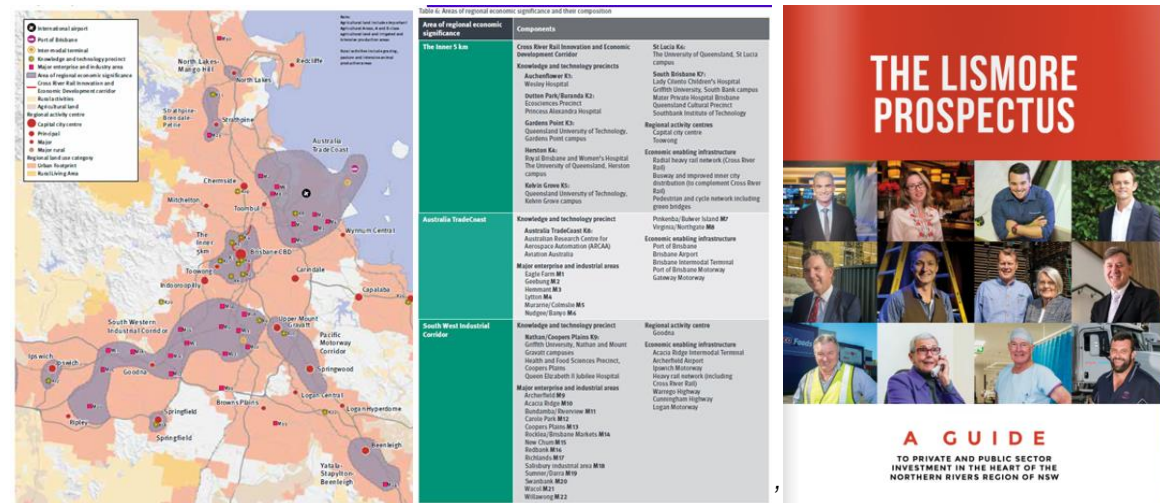 International airport
Port of Brisbane
Inter-modal terminal
Knowledge and technology precinct
Major enterprise and industry area
Area of regional economic significance
Cross River Rail Innovation and
Economic Development corridor
Rural activities
Agricultural land
Regional activity centre
Capital city centre
Principal
Major
Major rural
Regional land use category
Urban Footprint
Rural Living Area
Note:
North Lakes-
Mango Hill
North Lakes
Redcliffe
Strathpine-
Brendale-
Petrie
Strathpine
Australia
TradeCoast
Chermside
Mitchelton
Toombul
The
Inner
5km
Brisbane CBD
Wynnum Central
Toowong
Indooroopilly
Carindale
Capalaba
South Western
Industrial Corridor
Upper Mount
Gravatt
Pacific
Motorway
Corridor
Ipswich
Ipswich
Goodna
Springwood
Browns Plains
Logan Central
Logan Hyperdome
Ripley
Springfield
Springfield
Beenleigh
Yatala-
Stapylton-
Beenleigh
Table 6: Areas of regional economic significance and their composition
Area of regional economic
significance
Components
The Inner 5 km
Cross River Rail Innovation and Economic
Development Corridor
Knowledge and technology precincts
Auchenflower K1:
Wesley Hospital
Dutton Park/Buranda K2:
Ecosciences Precinct
Princess Alexandra Hospital
Gardens Point K3:
Queensland University of Technology,
Gardens Point campus
Herston K4:
Royal Brisbane and Women's Hospital
The University of Queensland, Herston
campus
Kelvin Grove K5:
Queensland University of Technology,
Kelvin Grove campus
St Lucia K6:
The University of Queensland, St Lucia
campus
South Brisbane K7:
Lady Cilento Children's Hospital
Griffith University, South Bank campus
Mater Private Hospital Brisbane
Queensland Cultural Precinct
Southbank Institute of Technology
Regional activity centres
Capital city centre
Toowong
Economic enabling infrastructure
Radial heavy rail network (Cross River
Rail)
Busway and improved inner city
distribution (to complement Cross River
Rail)
Pedestrian and cycle network including
green bridges
Australia TradeCoast
Knowledge and technology precinct
Australia TradeCoast K8:
Australian Research Centre for
Aerospace Automation (ARCAA)
Aviation Australia
Major enterprise and industrial areas
Eagle Farm M1
Geebung M2
Hemmant M3
Lytton M4
Murarrie/Colmslie M5
Nudgee/Banyo M6
Pinkenba/Bulwer Island M7
Virginia/Northgate M8
Economic enabling infrastructure
Port of Brisbane
Brisbane Airport
Brisbane Intermodal Terminal
Port of Brisbane Motorway
Gateway Motorway
South West Industrial
Corridor
Knowledge and technology precinct
Nathan/Coopers Plains K9:
Griffith University, Nathan and Mount
Gravatt campuses
Health and Food Sciences Precinct,
Coopers Plains
Queen Elizabeth II Jubilee Hospital
Major enterprise and industrial areas
Archerfield M9
Acacia Ridge M10
Bundamba/Riverview M11
Carole Park M12
Coopers Plains M13
Rocklea/Brisbane Markets M14
New Chum M15
Redbank M16
Richlands M17
Salisbury industrial area M18
Sumner/Darra M19
Swanbank M20
Wacol M21
Willawong M22
Regional activity centre
Goodna
Economic enabling infrastructure
Acacia Ridge Intermodal Terminal
Archerfield Airport
Ipswich Motorway
Heavy rail network (including
Cross River Rail)
Warrego Highway
Cunningham Highway
Logan Motorway
,
THE LISMORE
PROSPECTUS
Foods
A GUIDE
TO PRIVATE AND PUBLIC SECTOR
INVESTMENT IN THE HEART OF THE
NORTHERN RIVERS REGION OF NSW